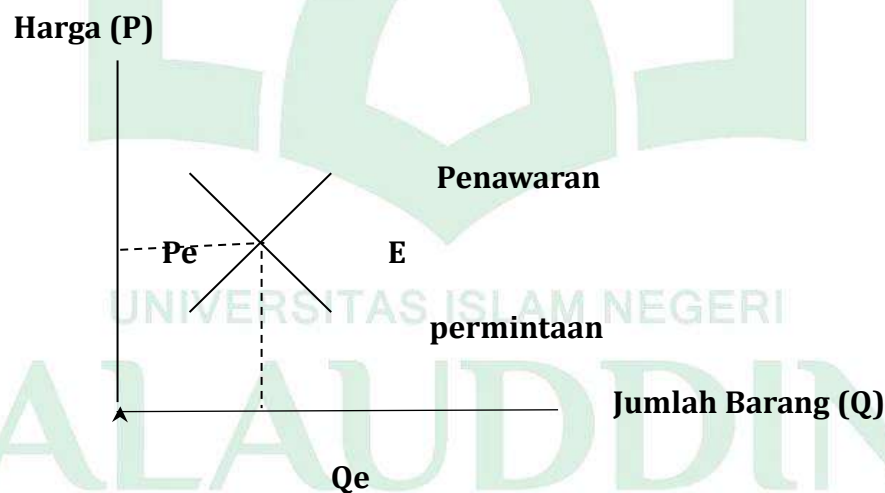 Harga (P)
Penawaran
Pe
E
UNIVERSITAS ISLAM NEGERI
permintaan
Jumlah Barang (Q)
ALAUDDIN
Qe